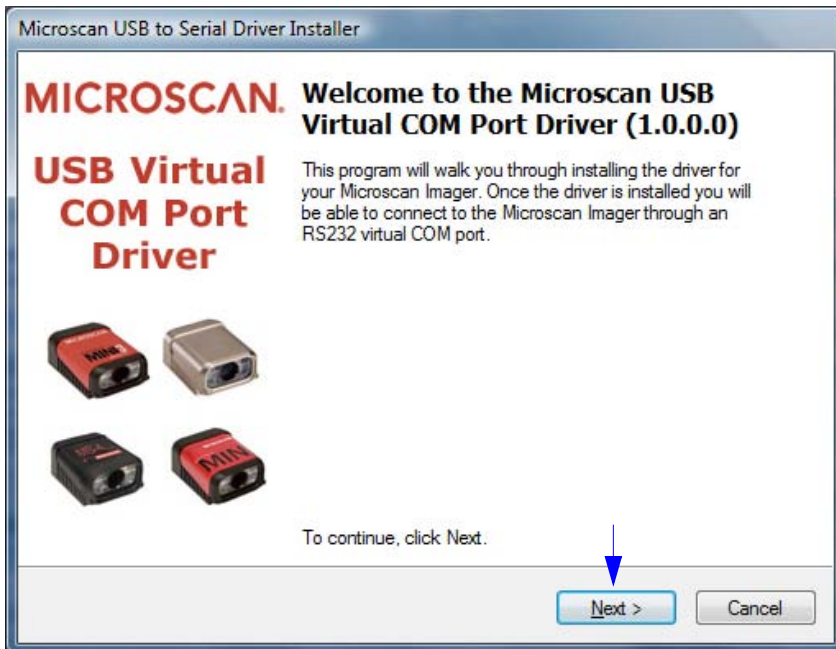 Microscan USB to Serial Driver Installer
MICROSCAN.
USB Virtual
COM Port
Driver
Welcome to the Microscan USB
Virtual COM Port Driver (1.0.0.0)
This program will walk you through installing the driver for
your Microscan Imager. Once the driver is installed you will
be able to connect to the Microscan Imager through an
RS232 virtual COM port.
MINI
MINI
To continue, click Next.
Next >
Cancel